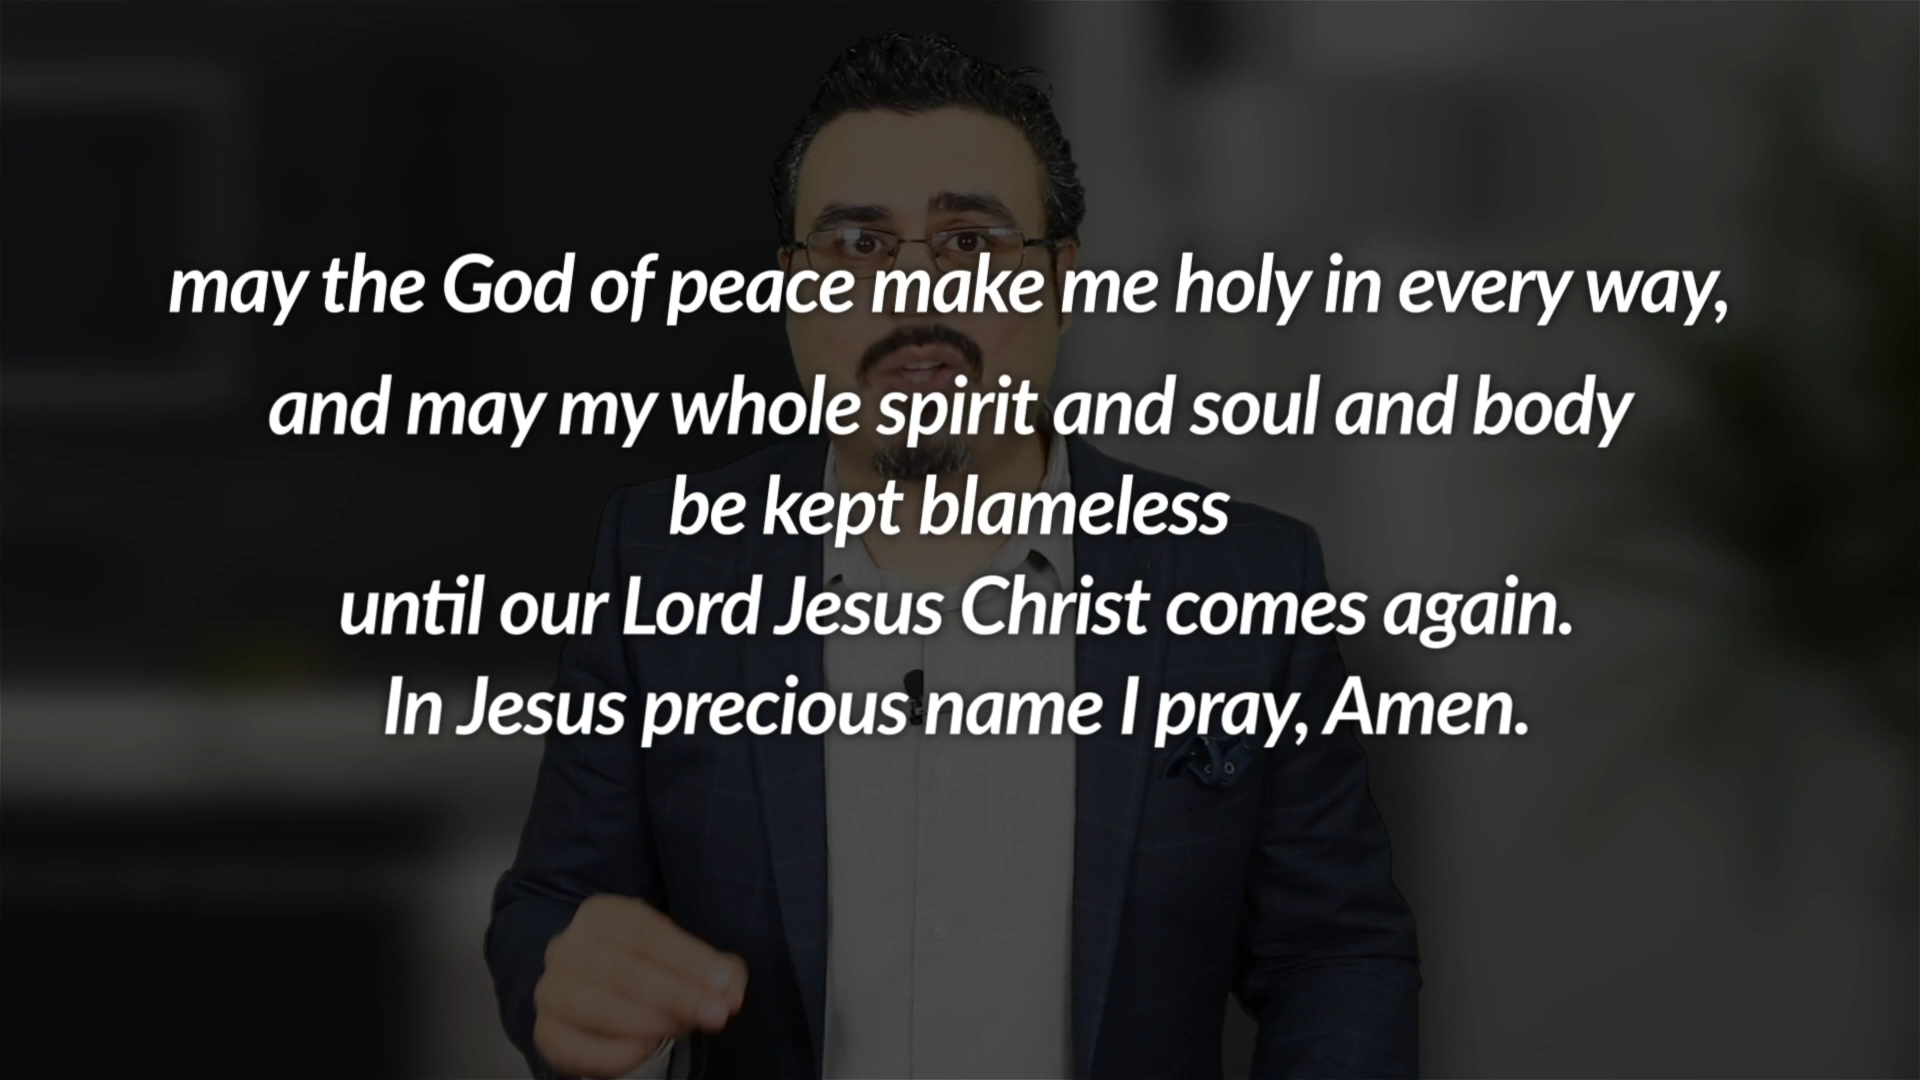 may the God of peace make me holy in every way,
and may my whole spirit and soul and body
be kept blameless
until our Lord Jesus Christ comes again.
In Jesus precious name I pray, Amen.